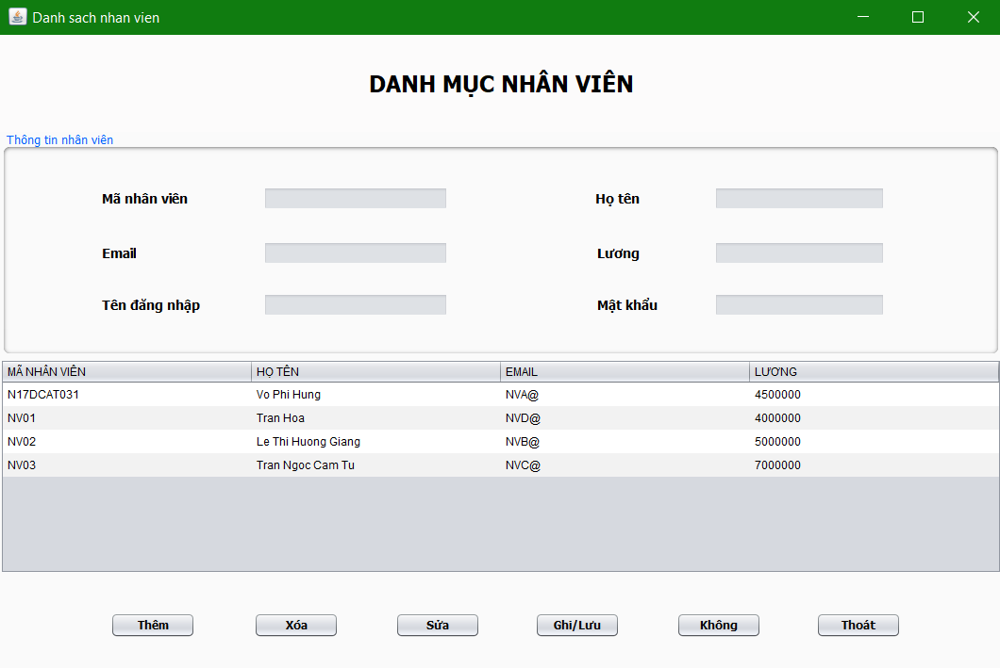 Danh sach nhan vien
DANH MỤC NHÂN VIÊN
Thông tin nhân viên
Mã nhân viên Họ tên
Email Lương
Tên đăng nhập Mật khẩu
MÃ NHÂN VIÊN HỌ TÊN EMAIL LƯƠNG
N17DCAT031 Vo Phi Hung NVA@ 4500000
NV01 Tran Hoa NVD@ 4000000
NV02 Le Thi Huong Giang NVB@ 5000000
NV03 Tran Ngoc Cam Tu NVC@ 7000000
Thêm Xóa Sửa Ghi/Lưu Không Thoát